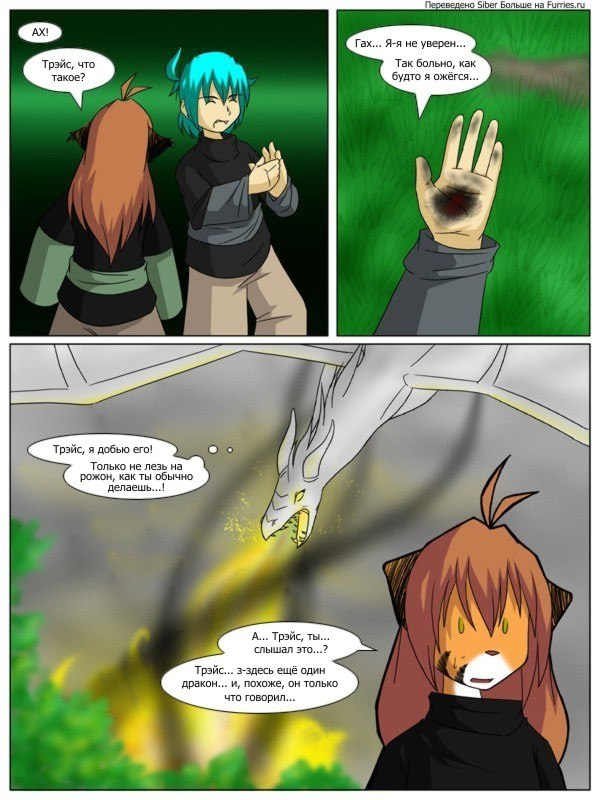 Переведено Siber Больше на Furries.ru
АХ!
Трэйс, что
такое?
Гах... Я-я не уверен...
Так больно, как
будто я ожёгся...
Трэйс, я добью его!
Только не лезь на
рожон, как ты обычно
делаешь...!
А... Трэйс, ты...
слышал это...?
Трэйс... з-здесь ещё один
дракон... и, похоже, он только
что говорил...